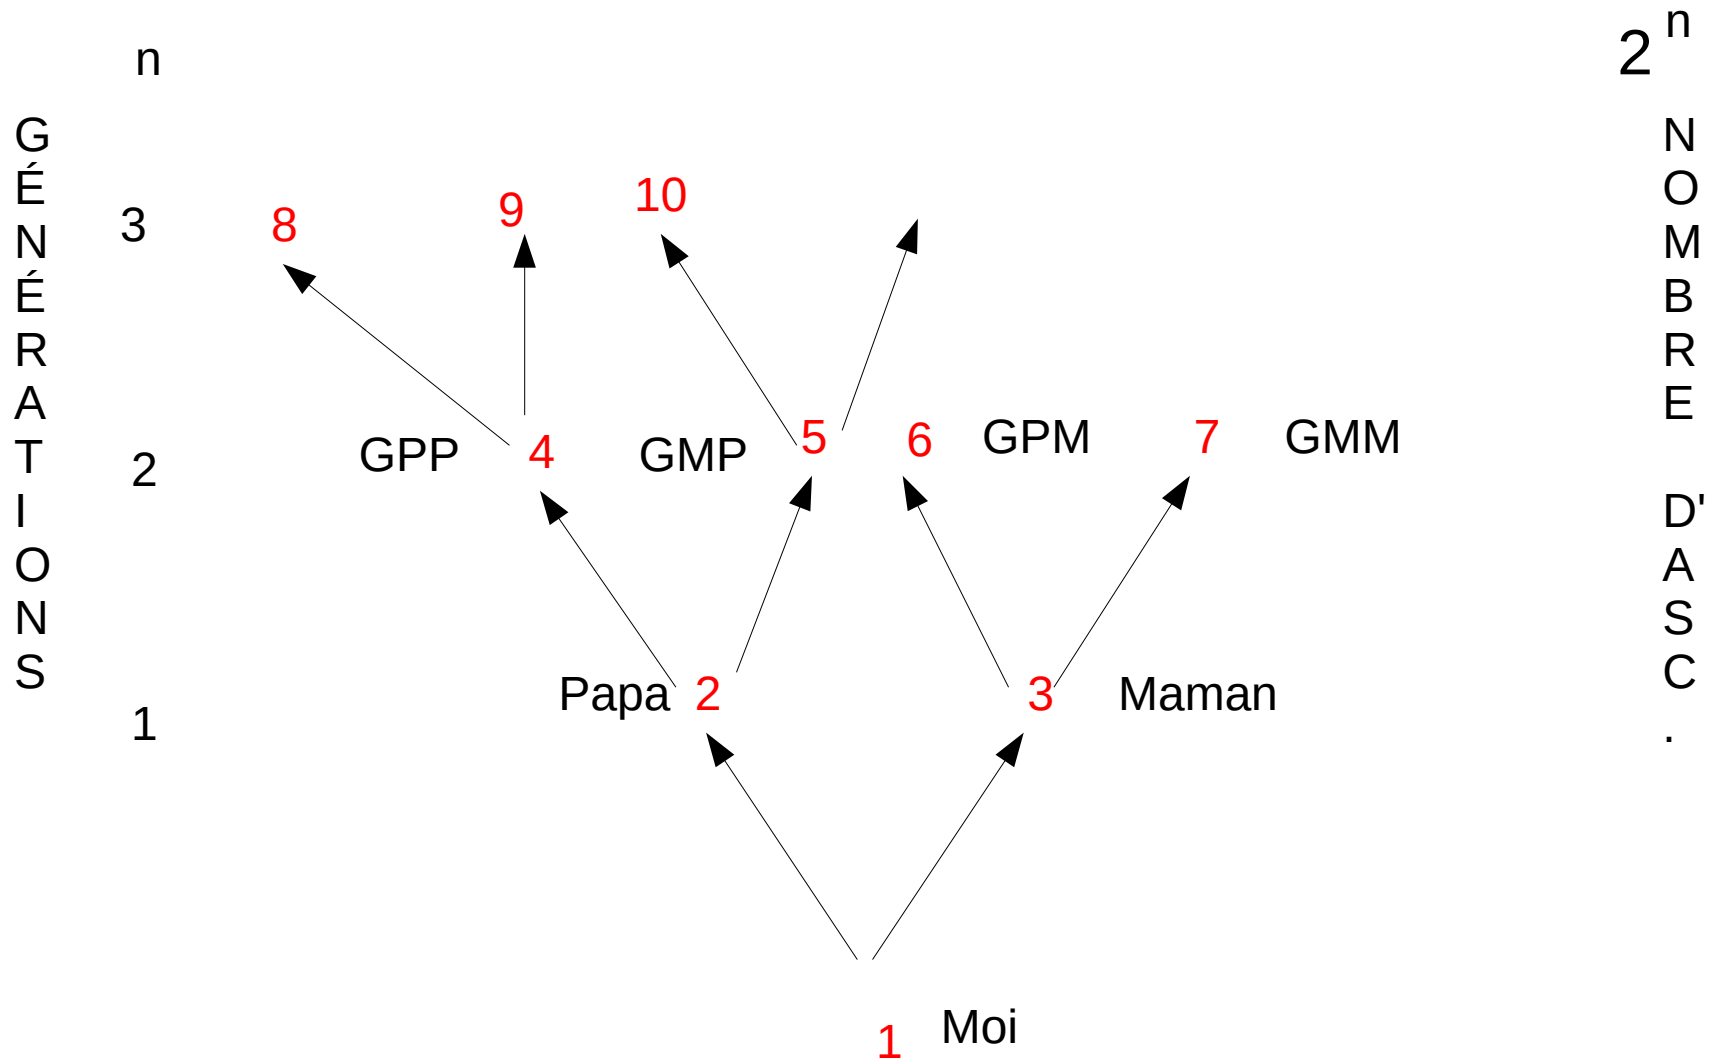 n
2 n
GÉNÉRATIONS
NOMBRE D'ASC.
3 8 9 10
2 GPP 4 GMP 5 6 GPM 7 GMM
1 Papa 2 3 Maman
1 Moi